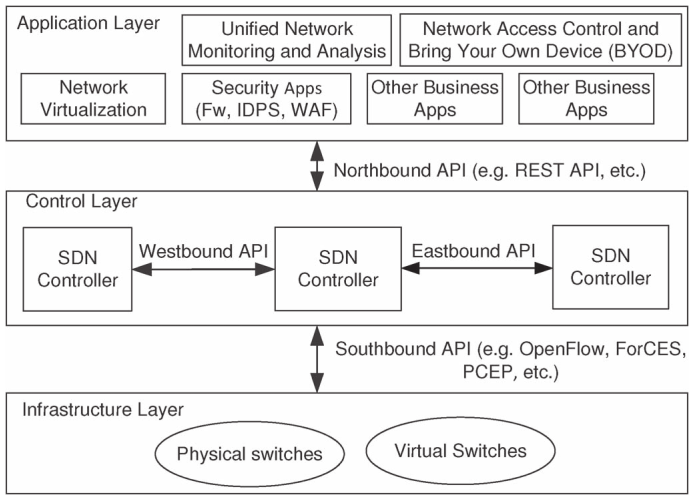 Application Layer
Unified Network
Monitoring and Analysis
Network Access Control and
Bring Your Own Device (BYOD)
Network
Virtualization
Security Apps
(Fw, IDPS, WAF)
Other Business
Apps
Other Business
Apps
Northbound API (e.g. REST API, etc.)
Control Layer
SDN
Controller
Westbound API
SDN
Controller
Eastbound API
SDN
Controller
Southbound API (e.g. OpenFlow, ForCES,
PCEP, etc.)
Infrastructure Layer
Physical switches
Virtual Switches